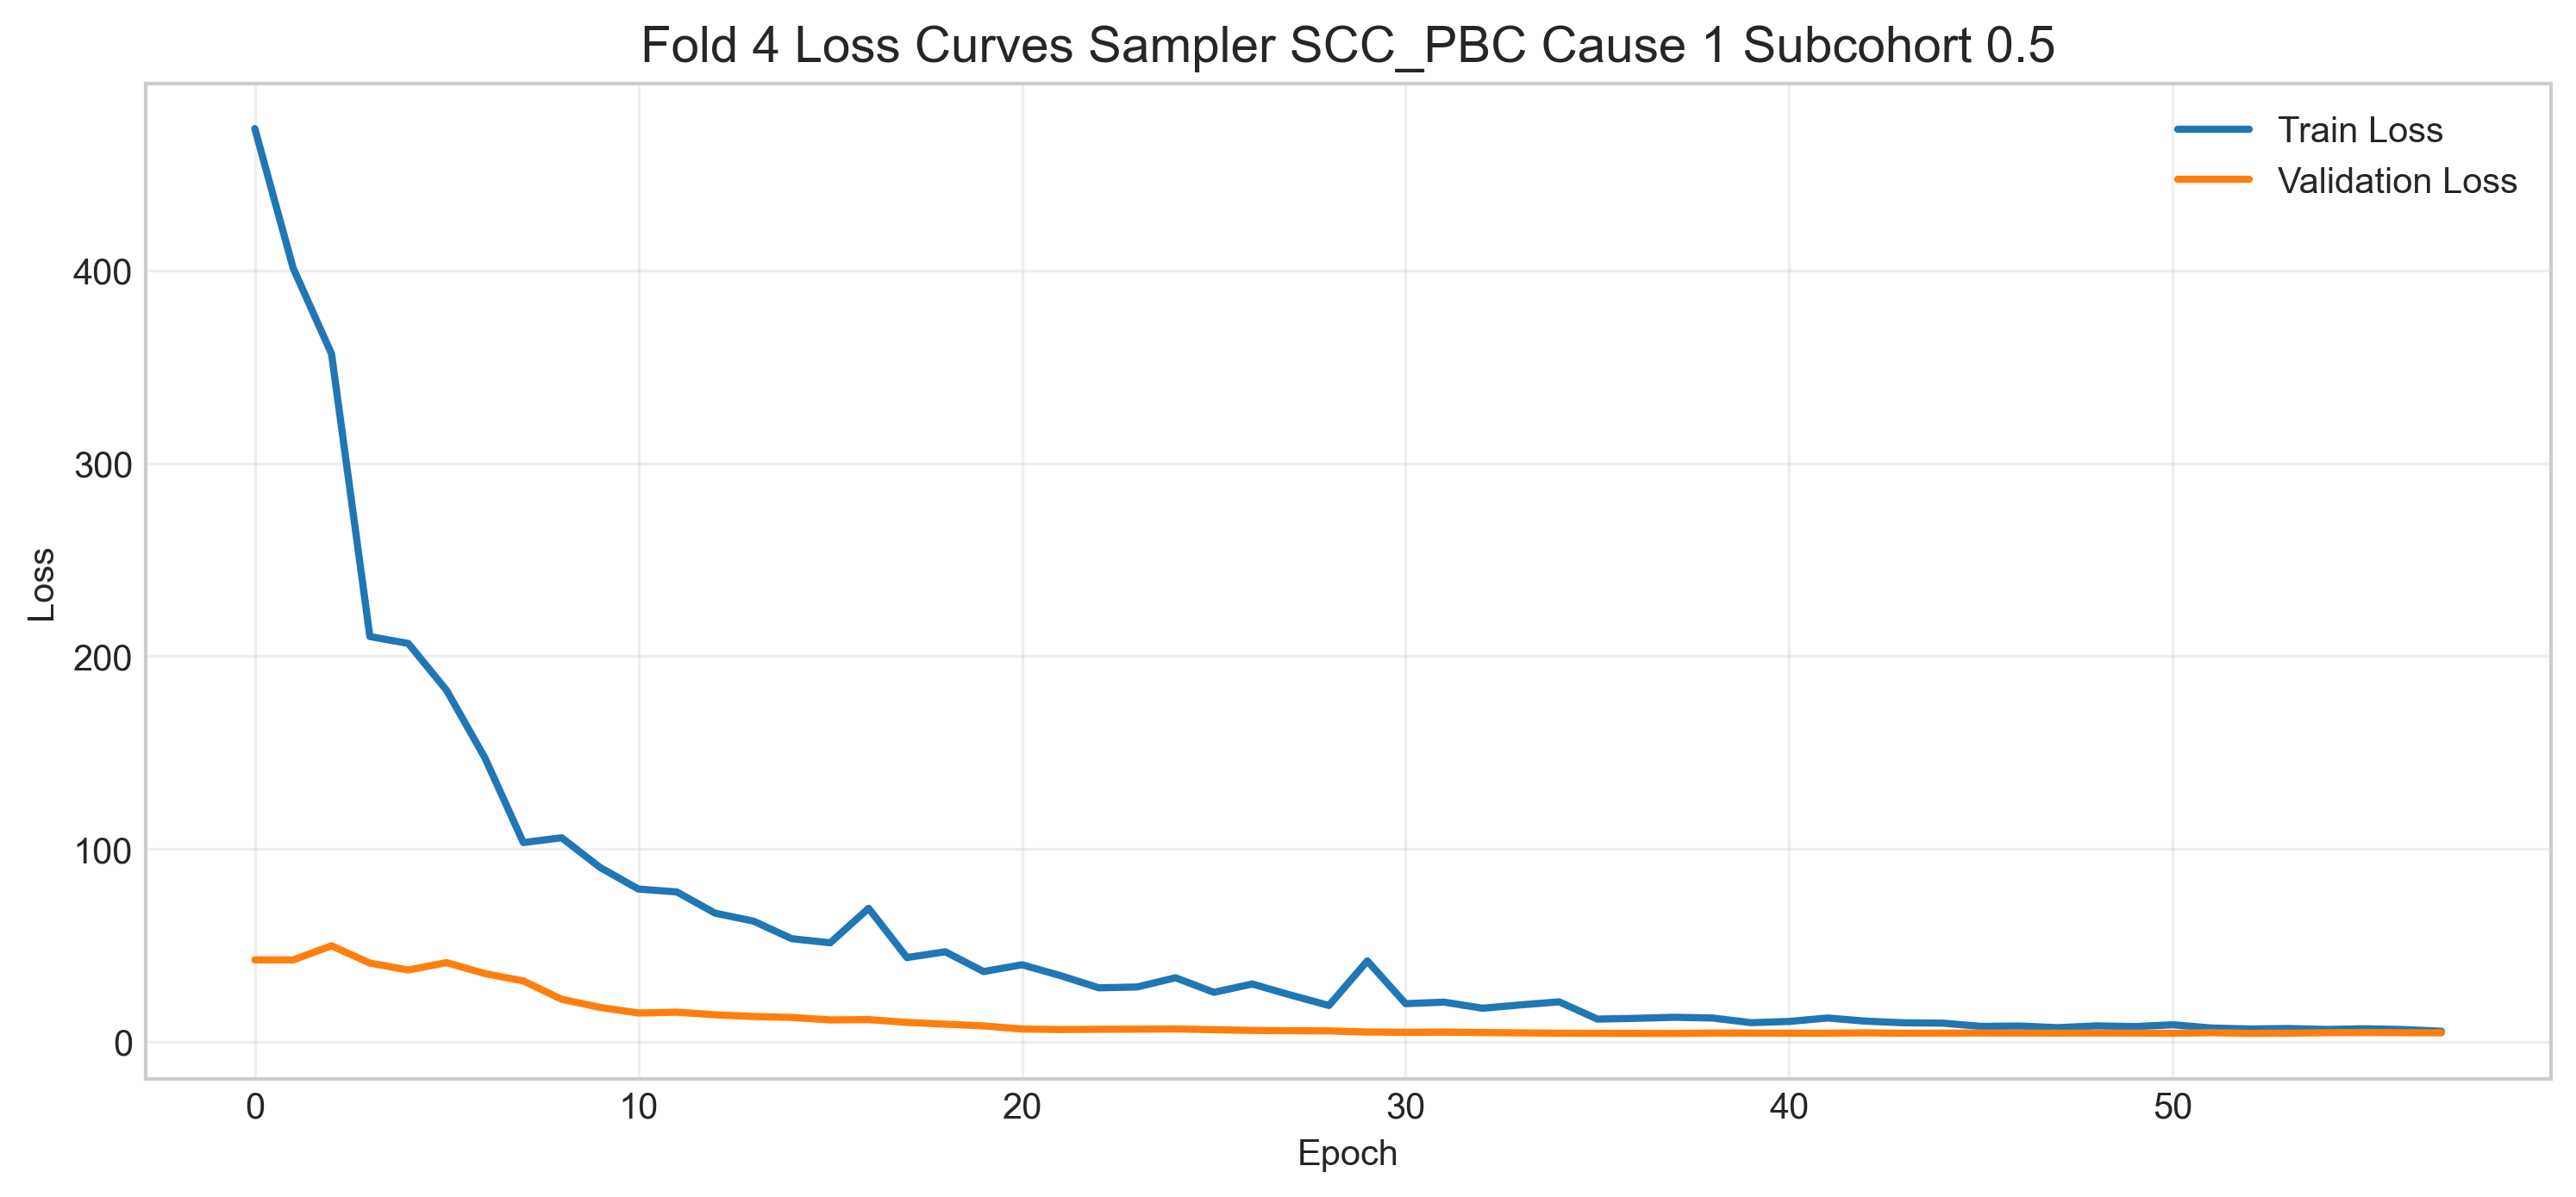 Fold 4 Loss Curves Sampler SCC_PBC Cause 1 Subcohort 0.5
Train Loss
Validation Loss
Loss
400
300
200
100
0
0 10 20 30 40 50
Epoch